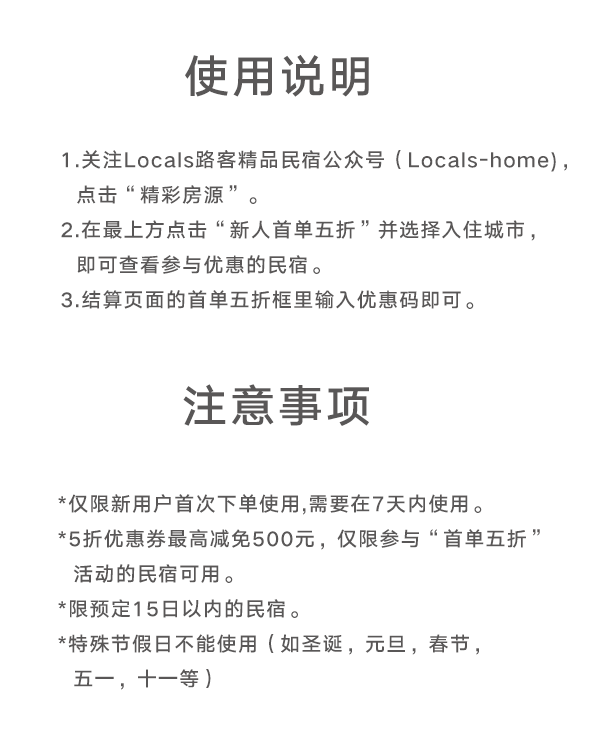 使用说明
1.关注Locals路客精品民宿公众号（Locals-home），
点击“精彩房源”。
2.在最上方点击“新人首单五折”并选择入住城市，
即可查看参与优惠的民宿。
3.结算页面的首单五折框里输入优惠码即可。
注意事项
*仅限新用户首次下单使用,需要在7天内使用。
*5折优惠券最高减免500元，仅限参与“首单五折”
活动的民宿可用。
*限预定15日以内的民宿。
*特殊节假日不能使用（如圣诞，元旦，春节，
五一，十一等）